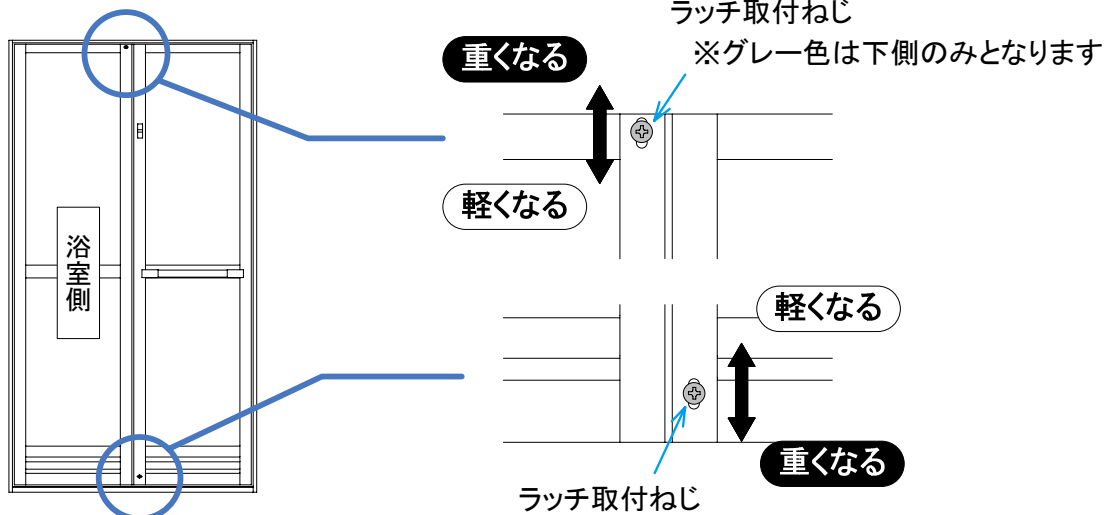 ラッチ取付ねじ
※グレー色は下側のみとなります
重くなる
軽くなる
浴室側
軽くなる
重くなる
ラッチ取付ねじ